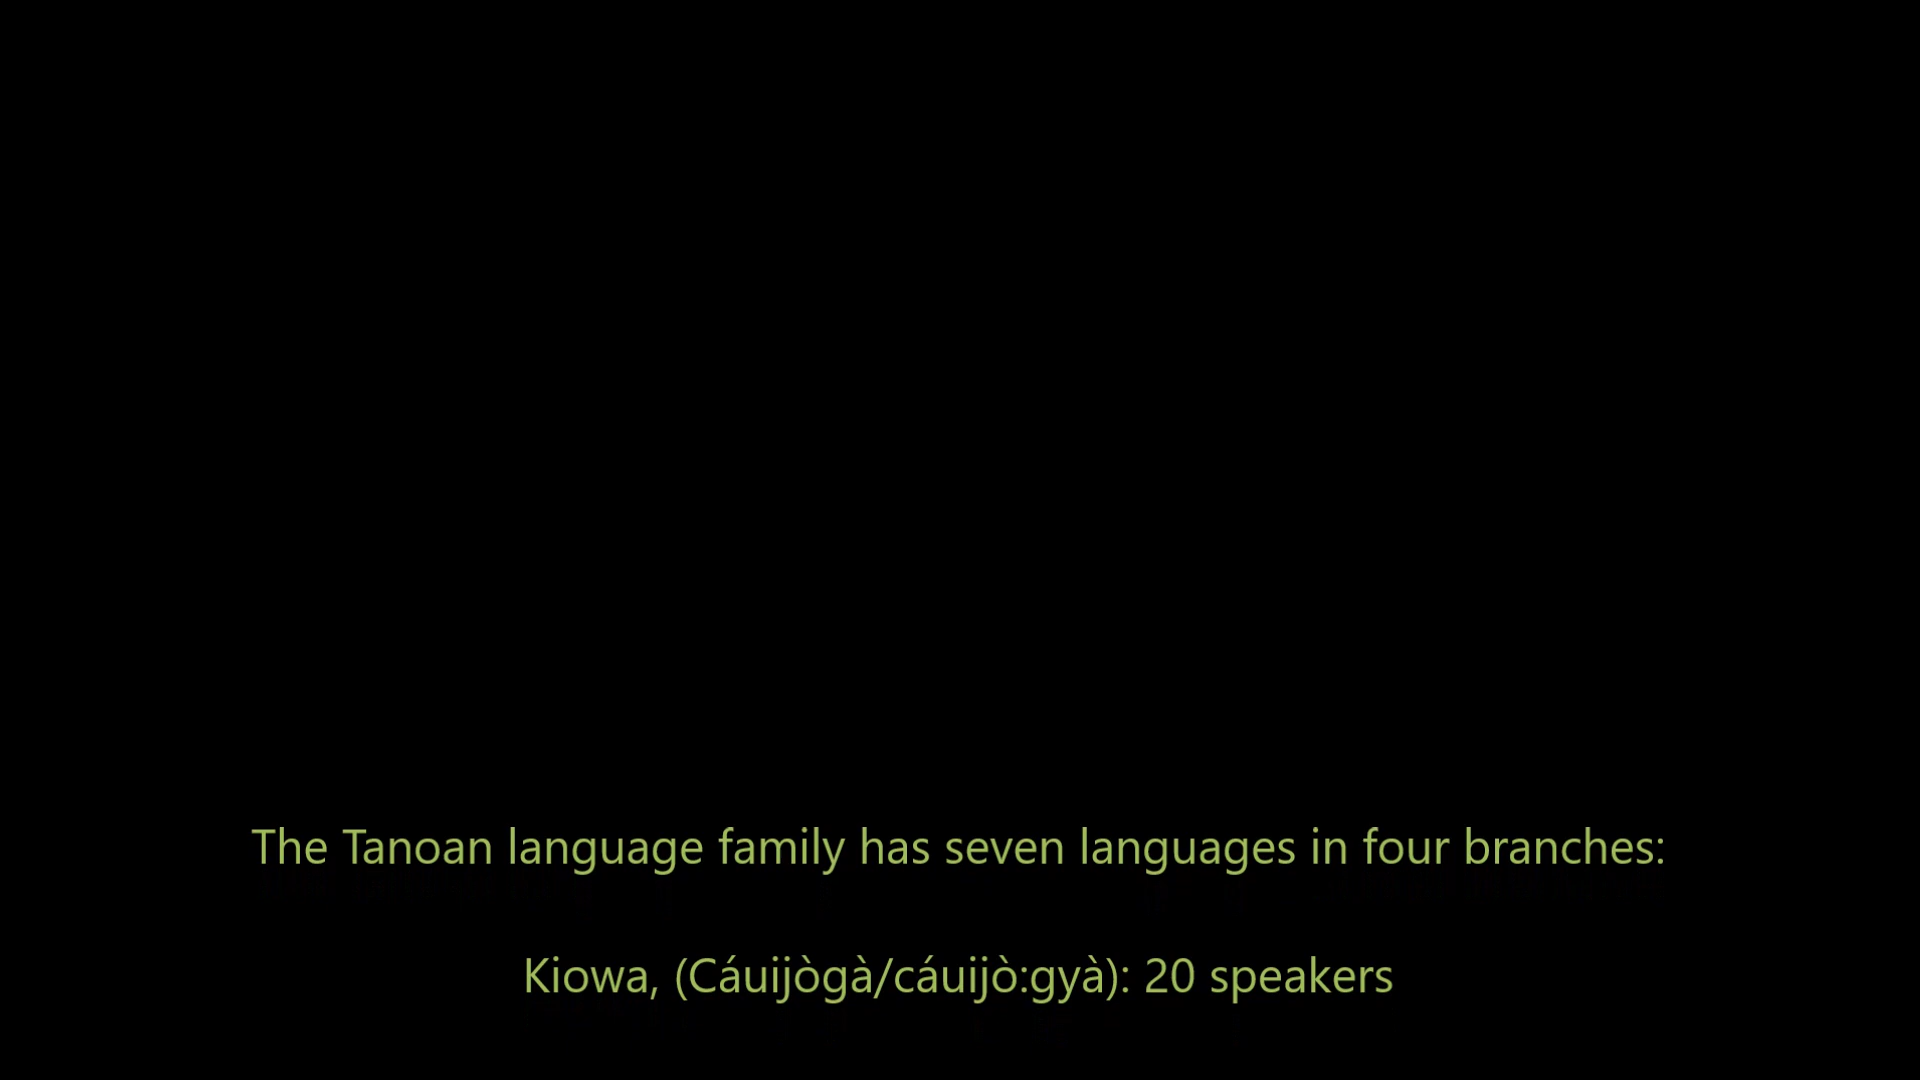 The Tanoan language family has seven languages in four branches:
Kiowa, (Cáuijògà/cáuijò:gyà): 20 speakers